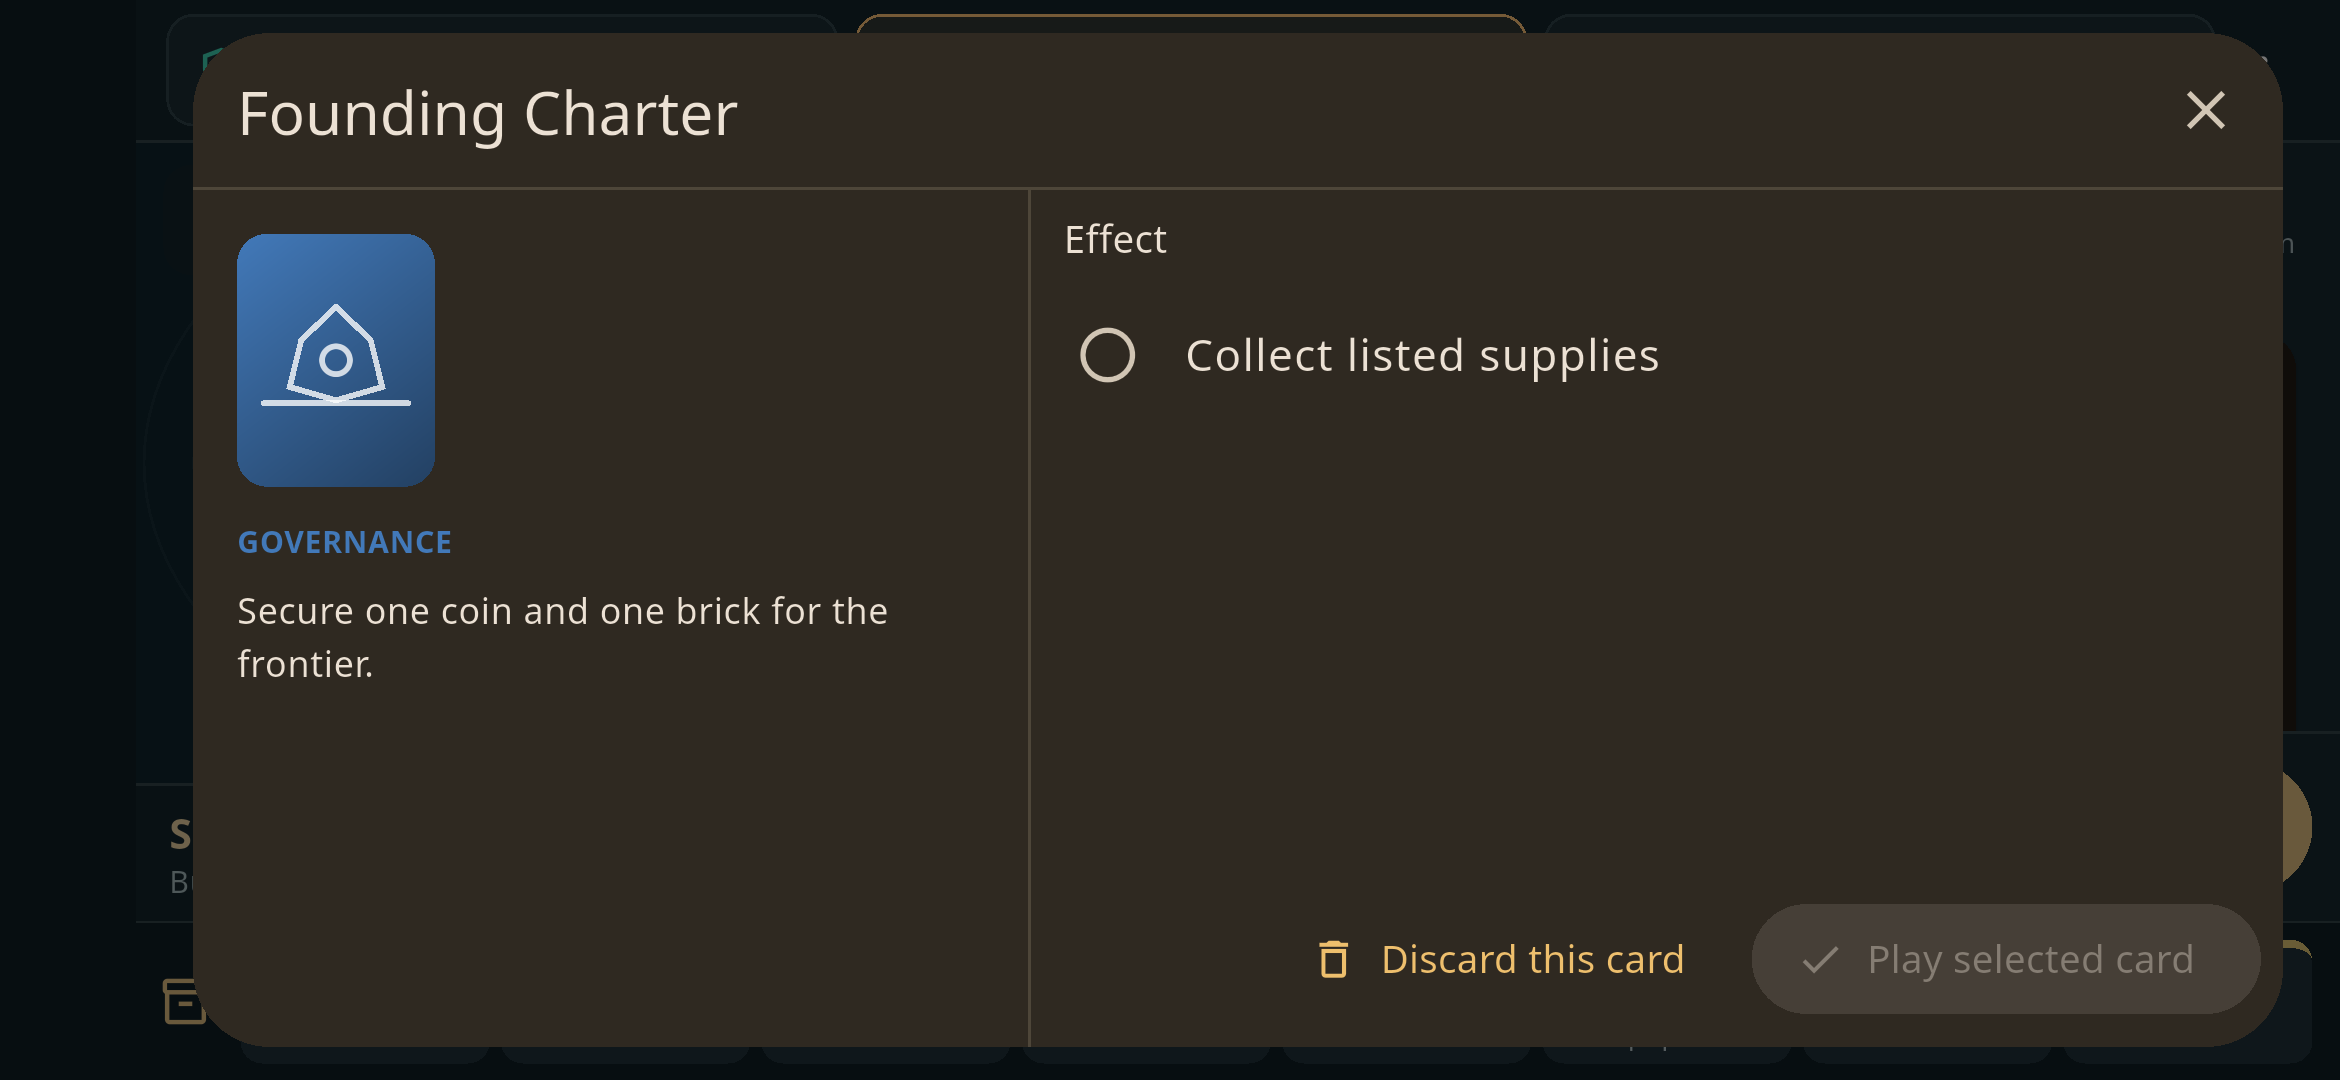 Founding Charter
Effect
Collect listed supplies
GOVERNANCE
Secure one coin and one brick for the
frontier.
Discard this card
Play selected card